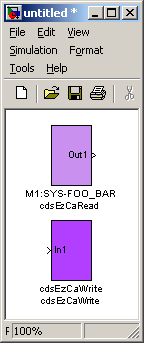 untitled *
File Edit View
Simulation Format
Tools Help
Out1
M1:SYS-FOO_BAR
cdsEzCaRead
In1
cdsEzCaWrite
cdsEzCaWrite
F 100%